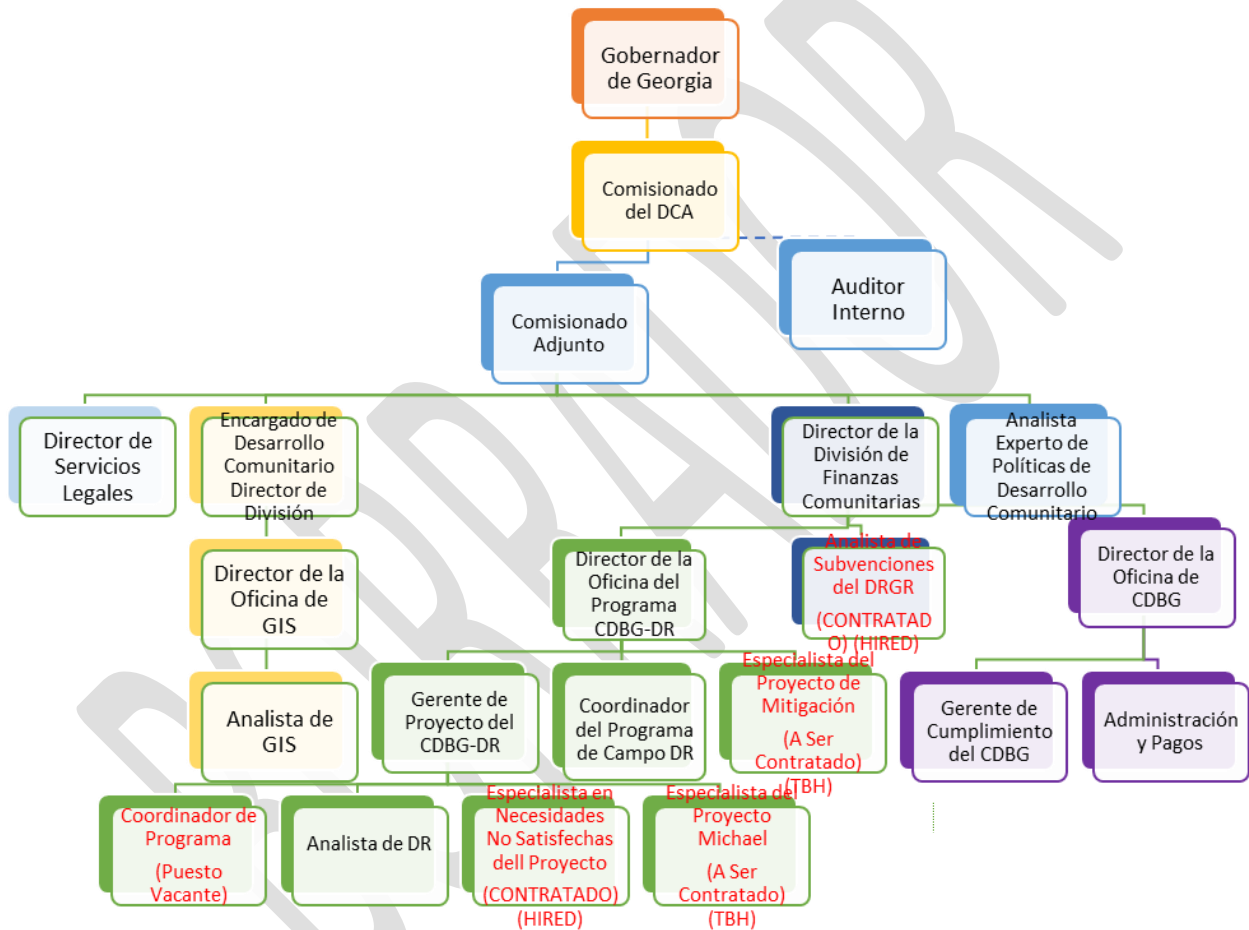 Gobernador
de Georgia
Comisionado
del DCA
Auditor
Interno
Comisionado
Adjunto
Director de
Servicios
Legales
Encargado de
Desarrollo
Comunitario
Director de
División
Director de la
División de
Finanzas
Comunitarias
Analista
Experto de
Políticas de
Desarrollo
Comunitario
Director de la
Oficina de
GIS
Director de la
Oficina del
Programa
CDBG-DR
Analista de
Subvenciones
del DRGR
(CONTRATAD
O) (HIRED)
Director de la
Oficina de
CDBG
Analista de
GIS
Gerente de
Proyecto del
CDBG-DR
Coordinador
del Programa
de Campo DR
Especialista del
Proyecto de
Mitigación
(A Ser
Contratado)
(TBH)
Gerente de
Cumplimiento
del CDBG
Administración
y Pagos
Coordinador de
Programa
(Puesto
Vacante)
Analista de DR
Especialista en
Necesidades
No Satisfechas
dell Proyecto
(CONTRATADO)
(HIRED)
Especialista del
Proyecto
Michael
(A Ser
Contratado)
(TBH)
BORRADOR